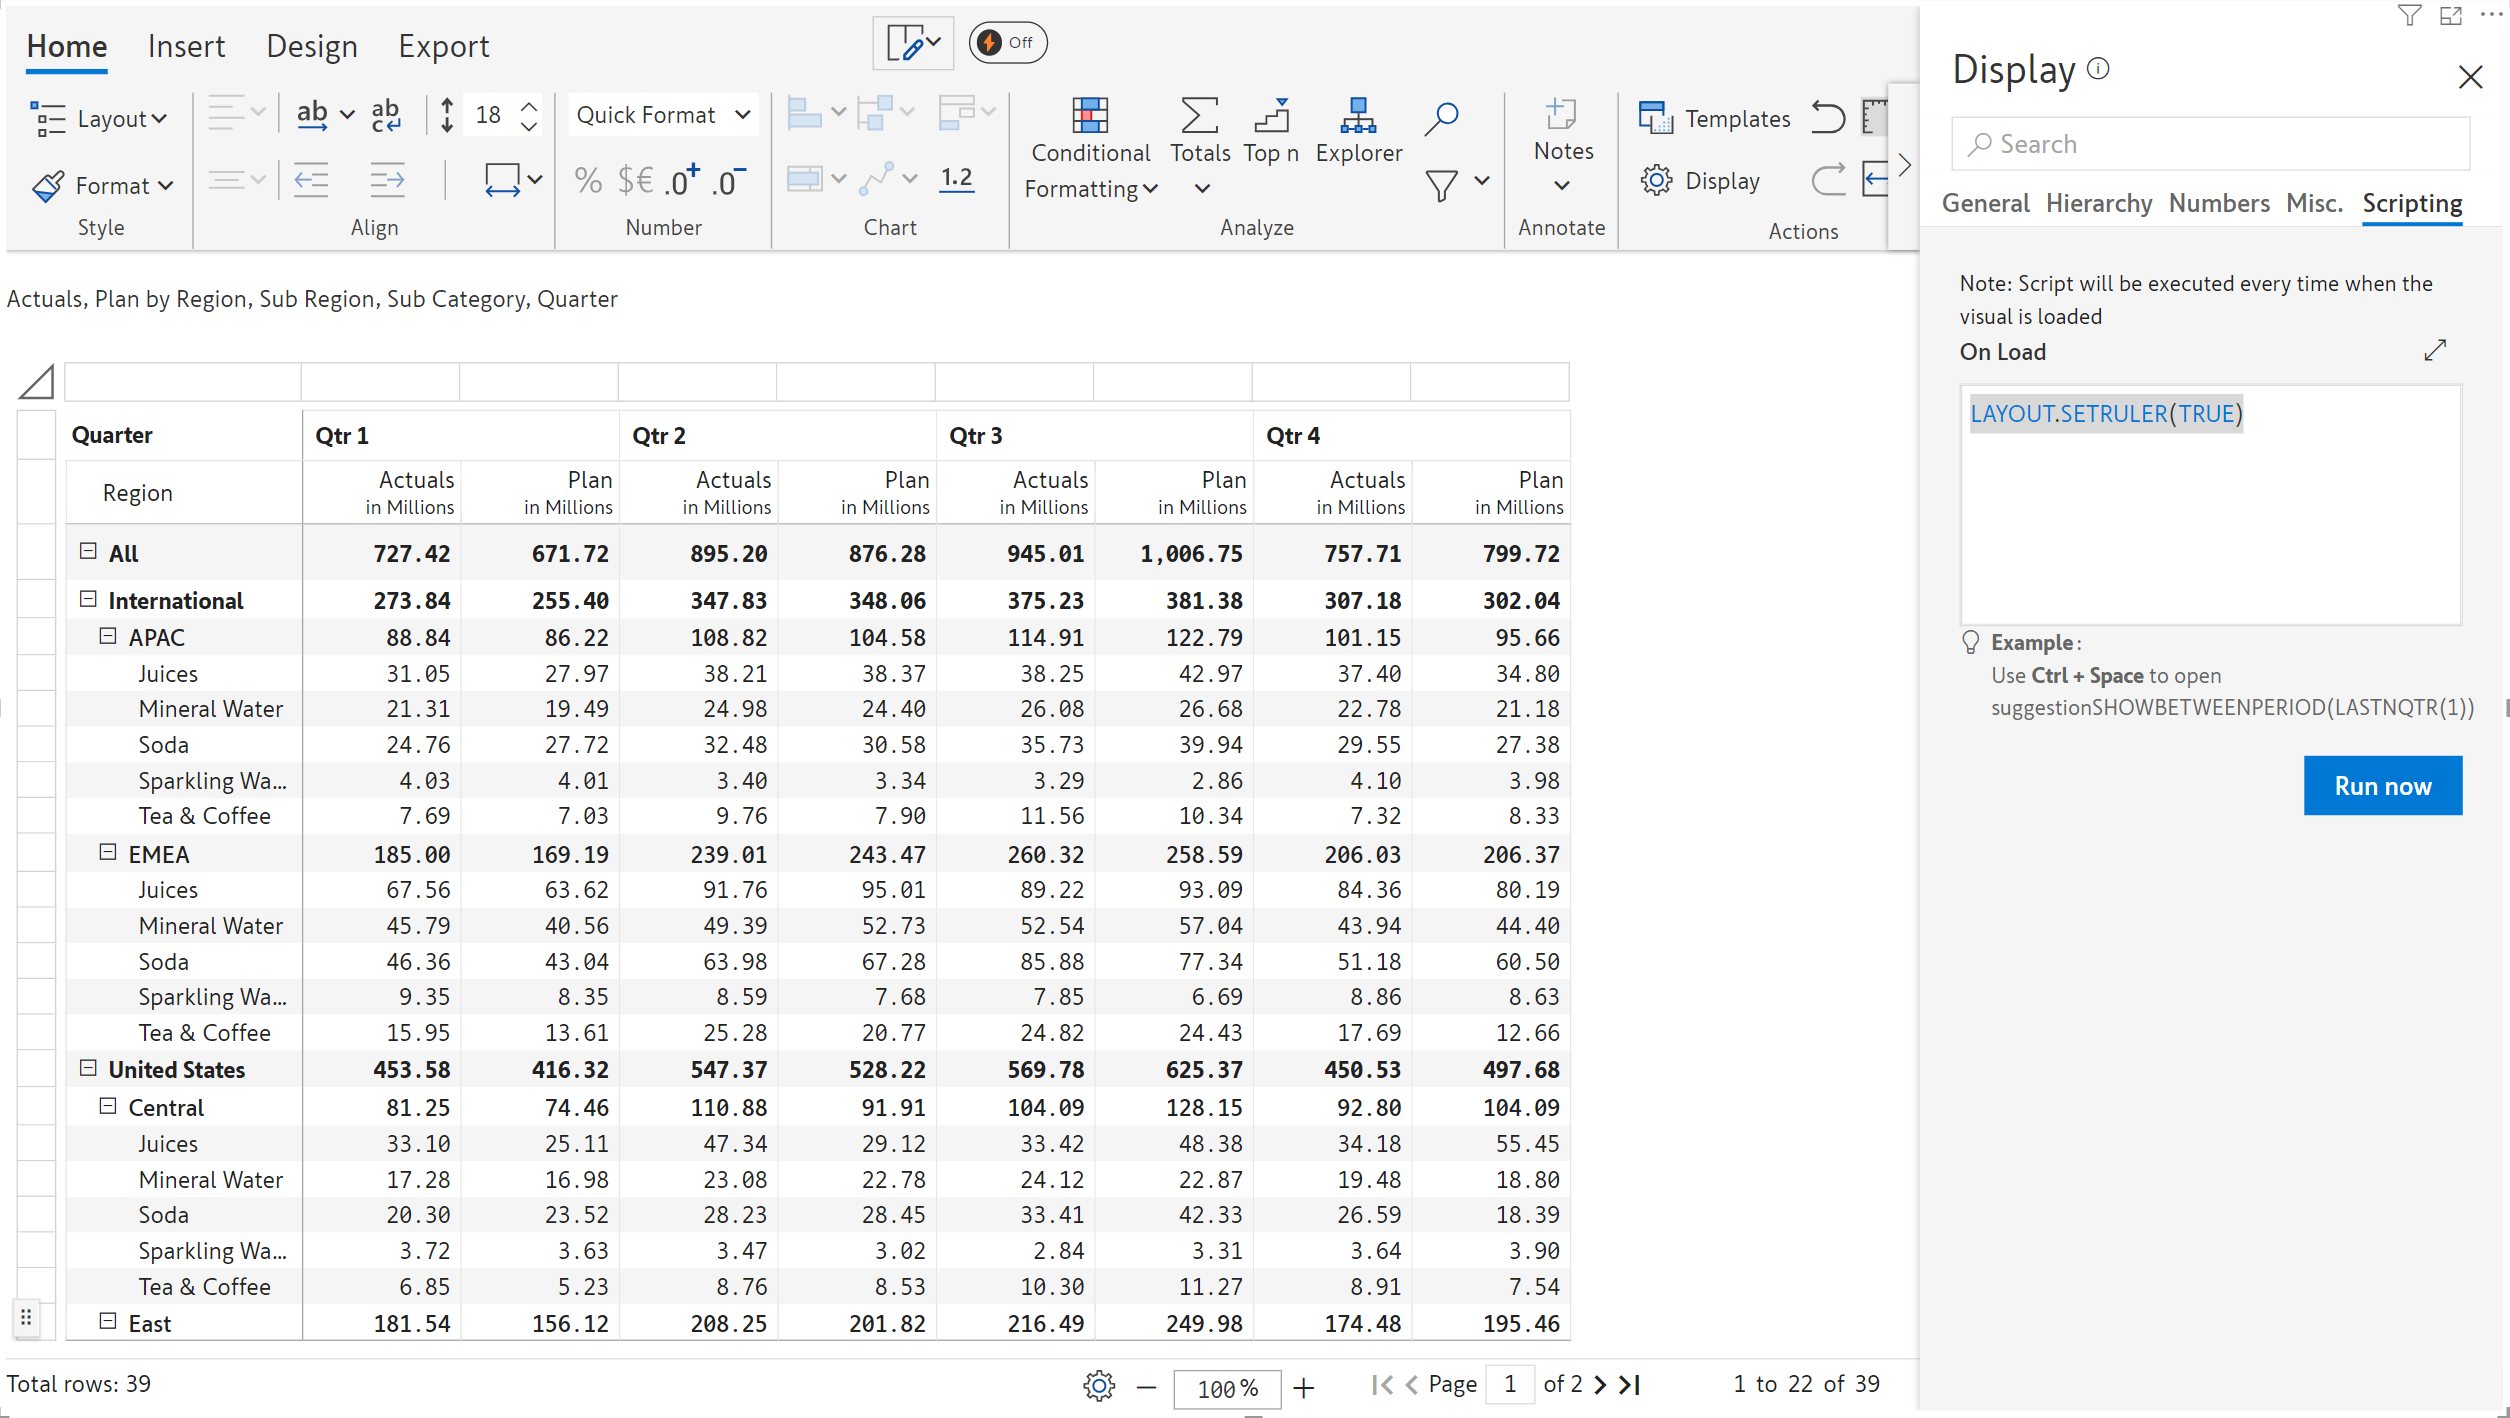 Home Insert Design Export Off
Layout ab ab c 18 Quick Format
Format % $€ .0+ .0- 1.2
Conditional Formatting Totals Top n Explorer Notes Templates Display
Style Align Number Chart Analyze Annotate Actions
Actuals, Plan by Region, Sub Region, Sub Category, Quarter
Quarter Qtr 1 Qtr 2 Qtr 3 Qtr 4
Region Actuals Plan Actuals Plan Actuals Plan Actuals Plan
in Millions in Millions in Millions in Millions in Millions in Millions in Millions in Millions
All 727.42 671.72 895.20 876.28 945.01 1,006.75 757.71 799.72
International 273.84 255.40 347.83 348.06 375.23 381.38 307.18 302.04
APAC 88.84 86.22 108.82 104.58 114.91 122.79 101.15 95.66
Juices 31.05 27.97 38.21 38.37 38.25 42.97 37.40 34.80
Mineral Water 21.31 19.49 24.98 24.40 26.08 26.68 22.78 21.18
Soda 24.76 27.72 32.48 30.58 35.73 39.94 29.55 27.38
Sparkling Wa... 4.03 4.01 3.40 3.34 3.29 2.86 4.10 3.98
Tea & Coffee 7.69 7.03 9.76 7.90 11.56 10.34 7.32 8.33
EMEA 185.00 169.19 239.01 243.47 260.32 258.59 206.03 206.37
Juices 67.56 63.62 91.76 95.01 89.22 93.09 84.36 80.19
Mineral Water 45.79 40.56 49.39 52.73 52.54 57.04 43.94 44.40
Soda 46.36 43.04 63.98 67.28 85.88 77.34 51.18 60.50
Sparkling Wa... 9.35 8.35 8.59 7.68 7.85 6.69 8.86 8.63
Tea & Coffee 15.95 13.61 25.28 20.77 24.82 24.43 17.69 12.66
United States 453.58 416.32 547.37 528.22 569.78 625.37 450.53 497.68
Central 81.25 74.46 110.88 91.91 104.09 128.15 92.80 104.09
Juices 33.10 25.11 47.34 29.12 33.42 48.38 34.18 55.45
Mineral Water 17.28 16.98 23.08 22.78 24.12 22.87 19.48 18.80
Soda 20.30 23.52 28.23 28.45 33.41 42.33 26.59 18.39
Sparkling Wa... 3.72 3.63 3.47 3.02 2.84 3.31 3.64 3.90
Tea & Coffee 6.85 5.23 8.76 8.53 10.30 11.27 8.91 7.54
East 181.54 156.12 208.25 201.82 216.49 249.98 174.48 195.46
Total rows: 39 100% Page 1 of 2 1 to 22 of 39
Display
Search
General Hierarchy Numbers Misc. Scripting
Note: Script will be executed every time when the
visual is loaded
On Load
LAYOUT.SETRULER(TRUE)
Example:
Use Ctrl + Space to open
suggestionSHOWBETWEENPERIOD(LASTNQTR(1))
Run now